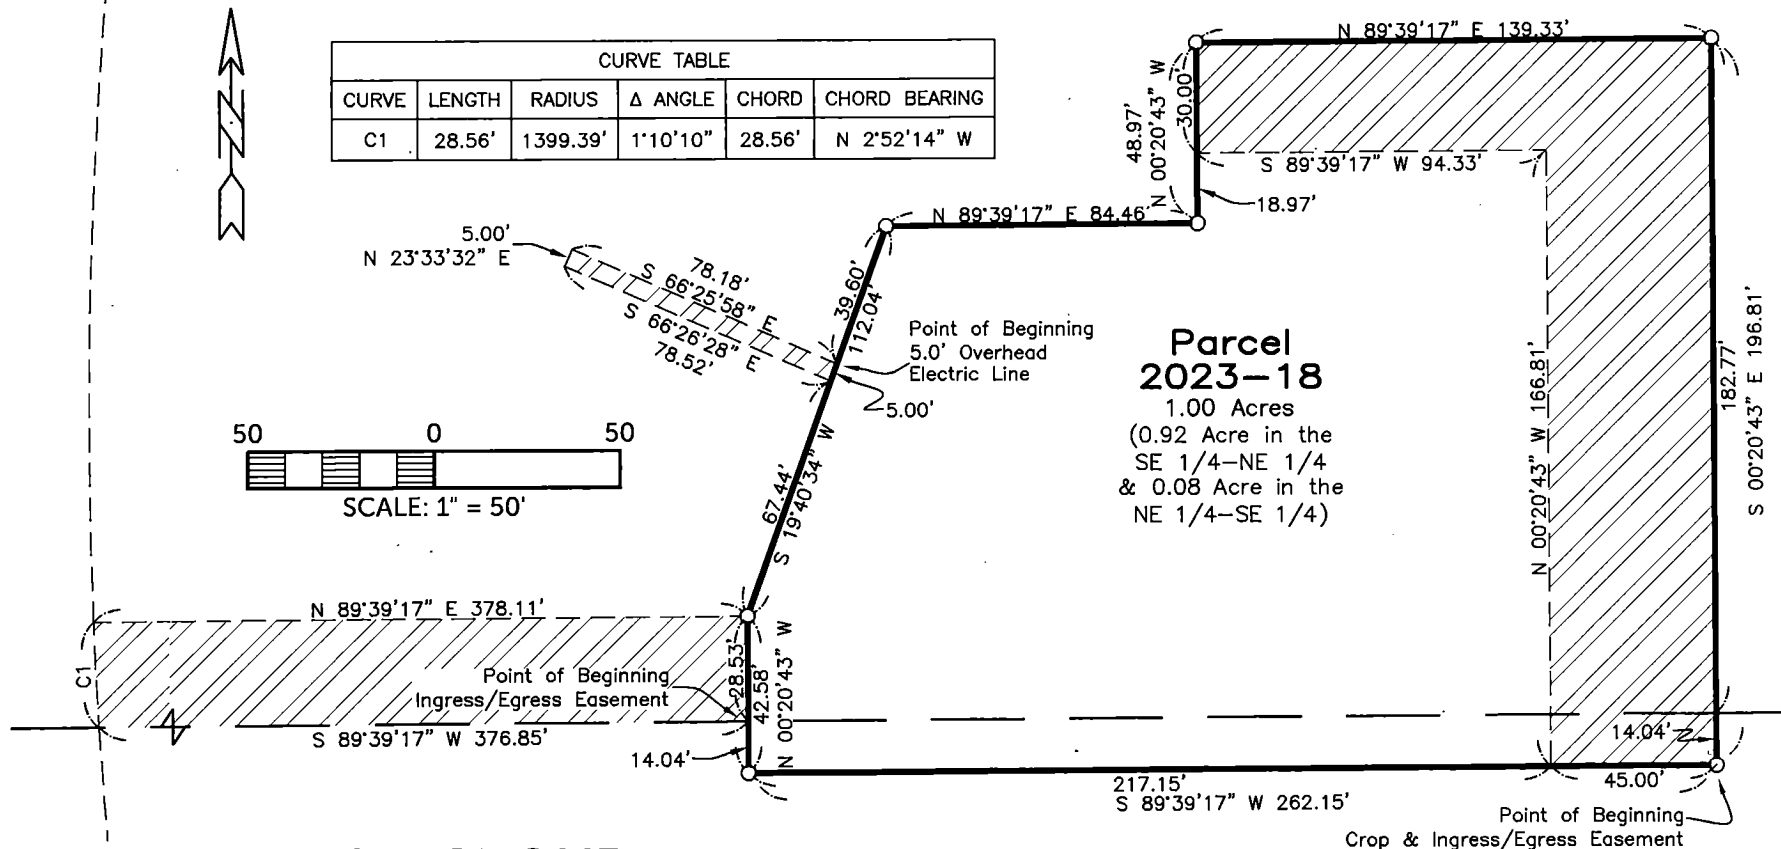 CURVE TABLE
CURVE LENGTH RADIUS Δ ANGLE CHORD CHORD BEARING
C1 28.56' 1399.39' 1°10'10" 28.56' N 2°52'14" W
N 89°39'17" E 139.33'
48.97'
N 00°20'43" W
30.00'
S 89°39'17" W 94.33'
18.97'
N 89°39'17" E 84.46'
5.00'
N 23°33'32" E
78.18'
S 66°25'58" E
S 66°26'28" E
78.52'
39.60'
112.04'
Point of Beginning
5.0' Overhead
Electric Line
5.00'
67.44'
S 19°40'34" W
Parcel
2023-18
1.00 Acres
(0.92 Acre in the
SE 1/4-NE 1/4
& 0.08 Acre in the
NE 1/4-SE 1/4)
N 00°20'43" W 166.81'
182.77'
S 00°20'43" E 196.81'
50 0 50
SCALE: 1" = 50'
N 89°39'17" E 378.11'
C1
Point of Beginning
Ingress/Egress Easement
S 89°39'17" W 376.85'
28.53'
42.58'
N 00°20'43" W
14.04'
14.04'
217.15'
S 89°39'17" W 262.15'
45.00'
Point of Beginning
Crop & Ingress/Egress Easement